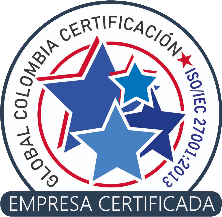 GLOBAL COLOMBIA CERTIFICACIÓN
ISO/IEC 27001:2013
EMPRESA CERTIFICADA